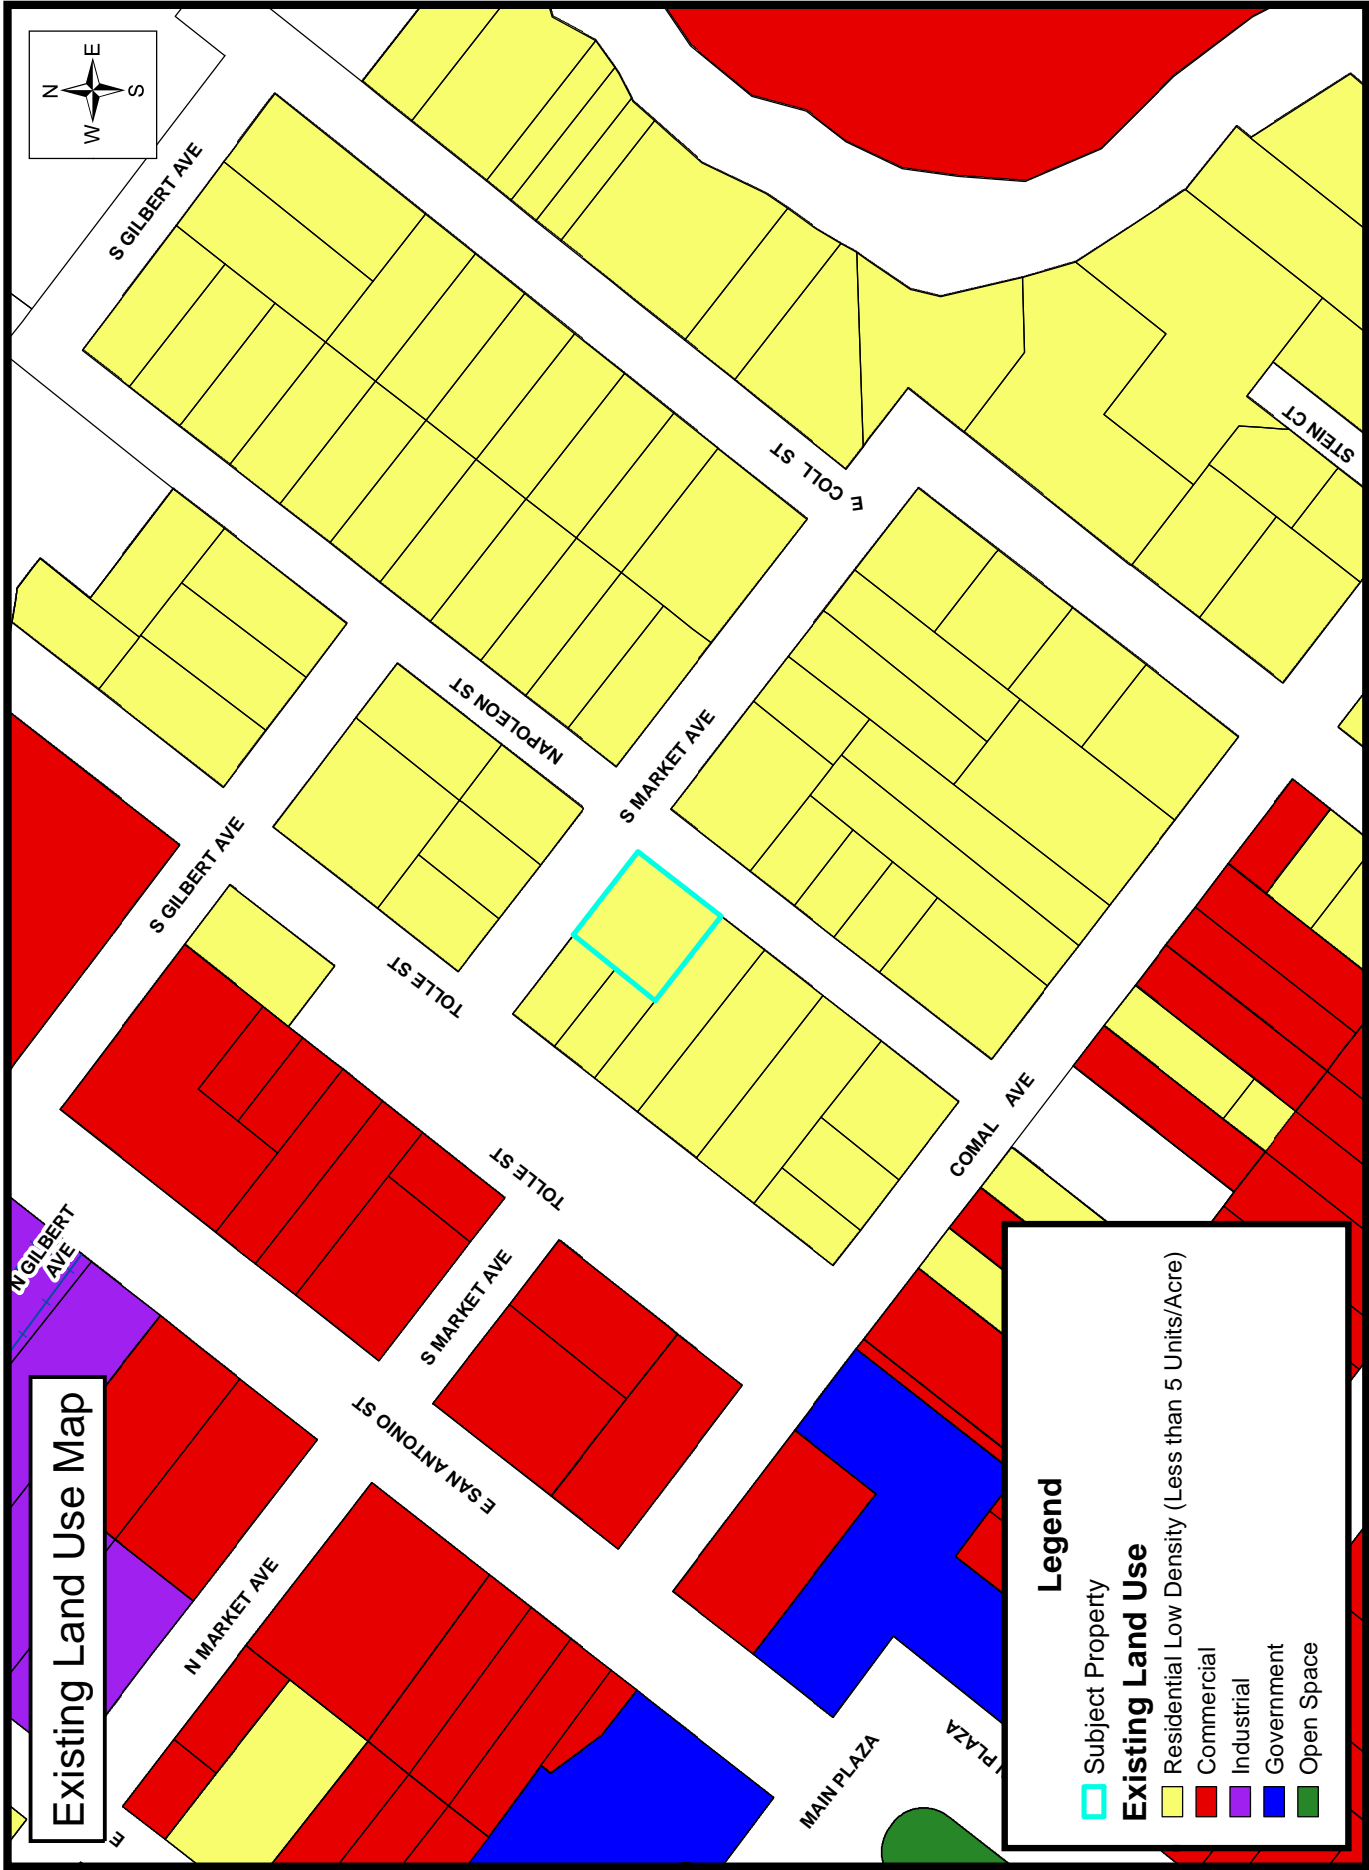 Existing Land Use Map
N
W E
S
S GILBERT AVE
E COLL ST
STEIN CT
NAPOLEON ST
S MARKET AVE
S GILBERT AVE
TOLLE ST
TOLLE ST
COMAL AVE
N GILBERT
AVE
S MARKET AVE
E SAN ANTONIO ST
N MARKET AVE
MAIN PLAZA
PLAZA
E
Legend
Subject Property
Existing Land Use
Residential Low Density (Less than 5 Units/Acre)
Commercial
Industrial
Government
Open Space